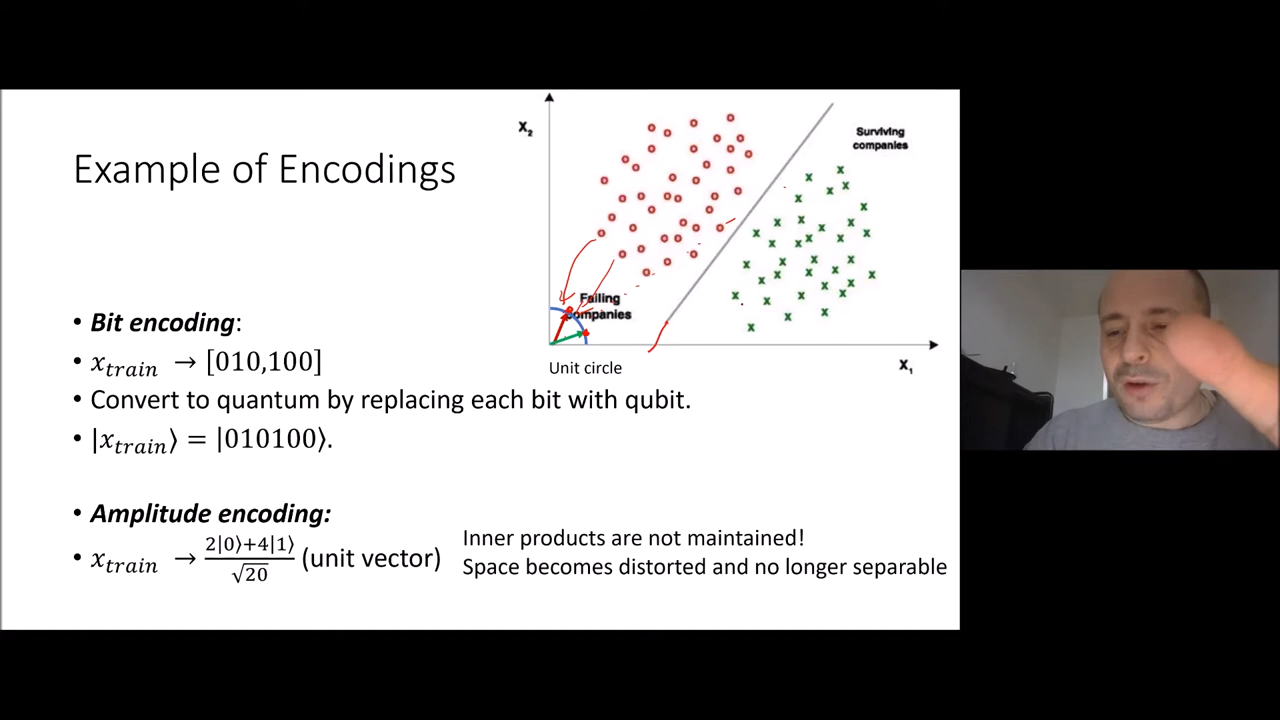 Example of Encodings
X₂
Surviving
companies
Failing
companies
Unit circle
X₁
• Bit encoding:
• x_train → [010,100]
• Convert to quantum by replacing each bit with qubit.
• |x_train⟩ = |010100⟩.
• Amplitude encoding:
• x_train → 2|0⟩+4|1⟩/√20 (unit vector)
Inner products are not maintained!
Space becomes distorted and no longer separable